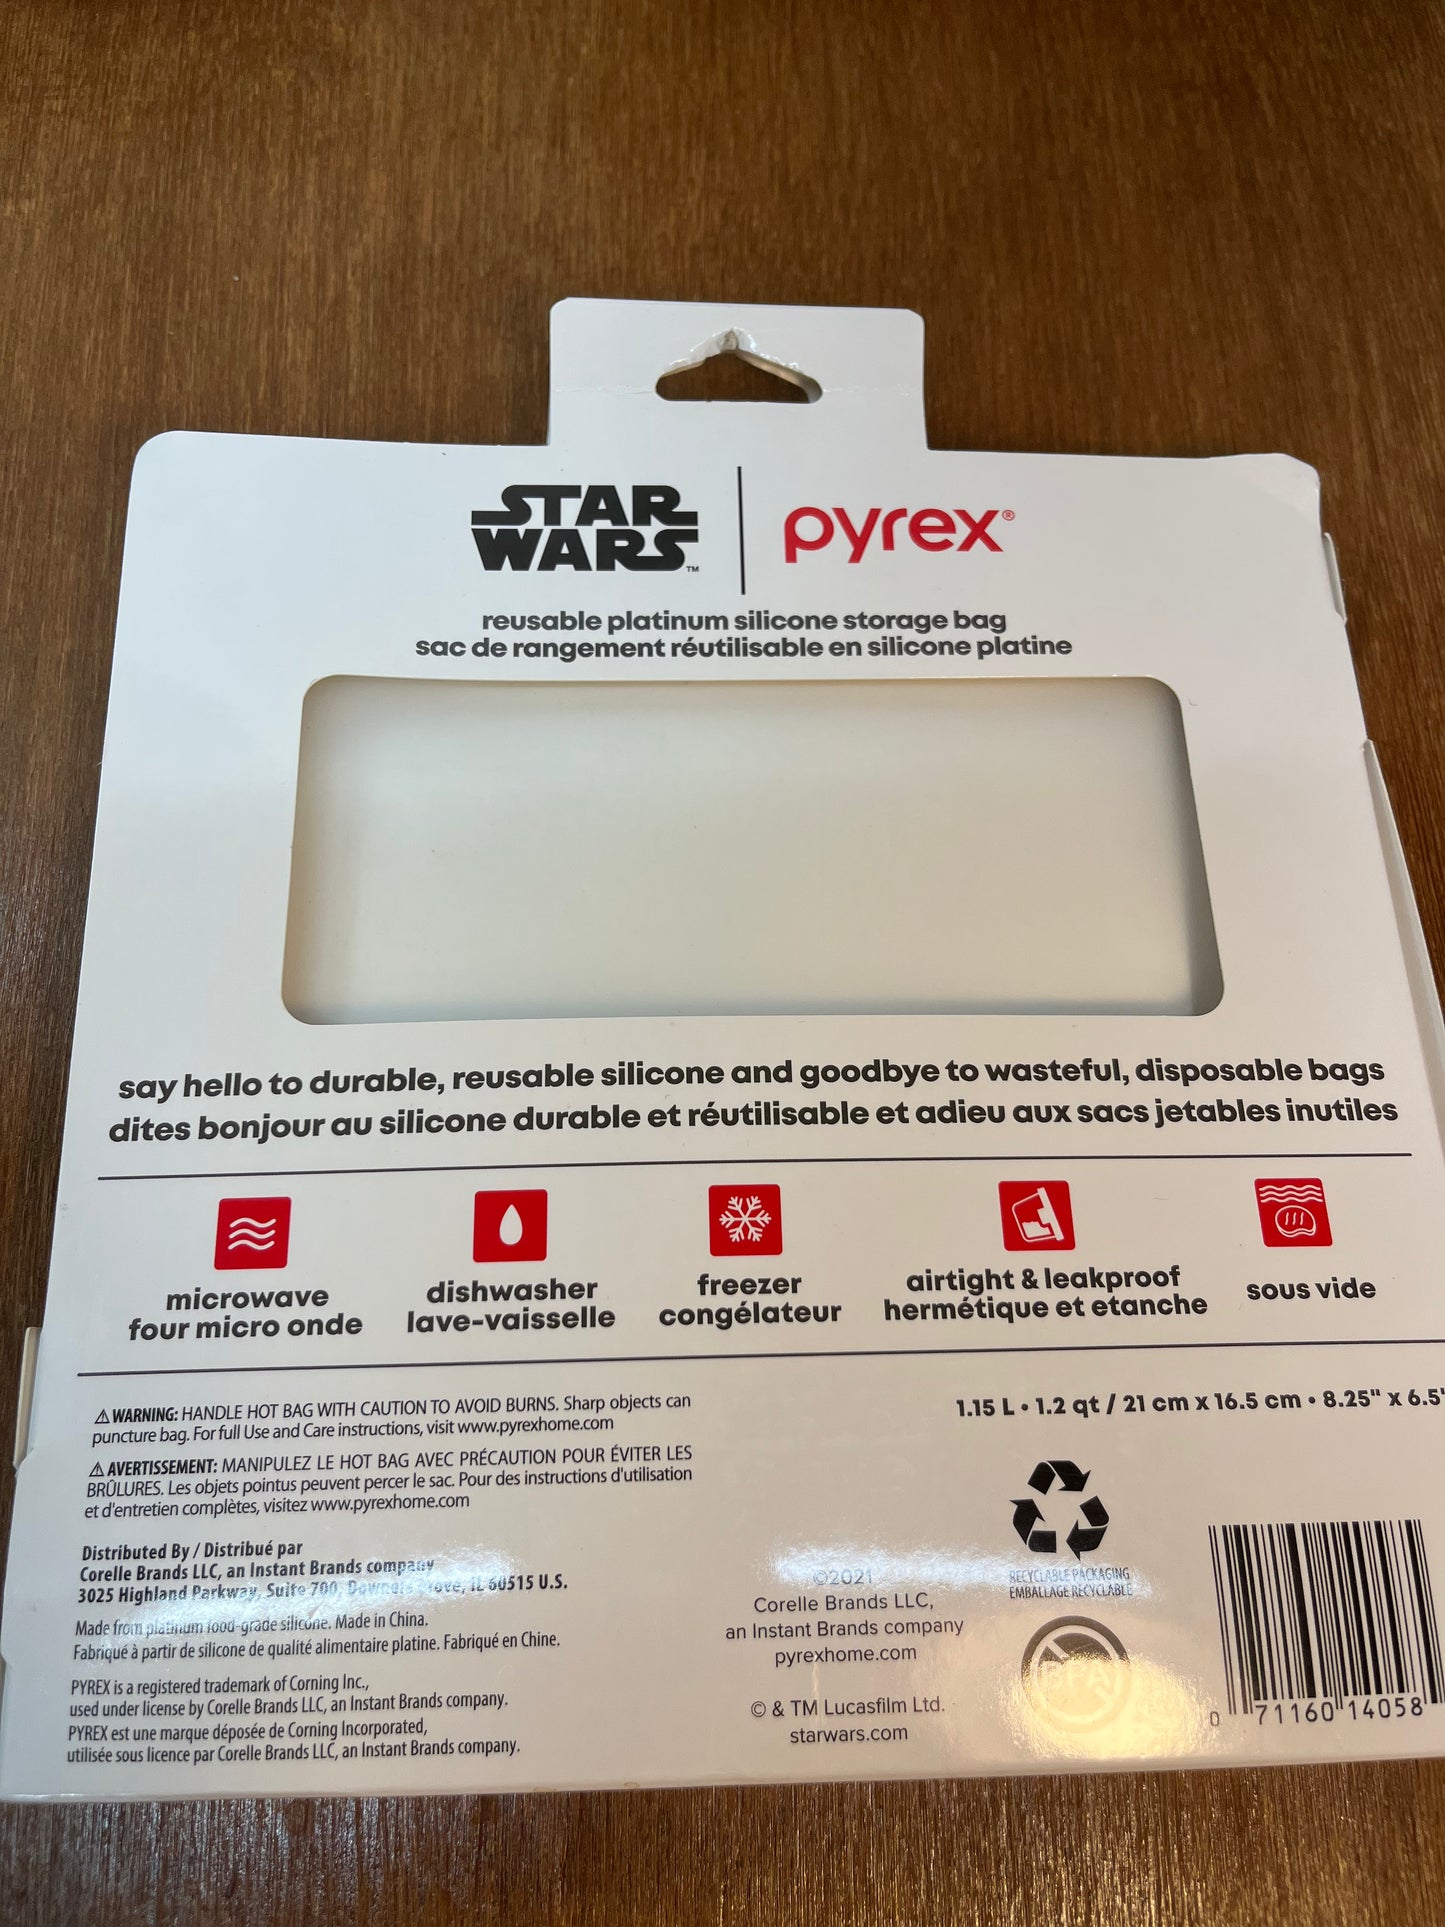 STAR
WARS™
pyrex®
reusable platinum silicone storage bag
sac de rangement réutilisable en silicone platine
say hello to durable, reusable silicone and goodbye to wasteful, disposable bags
dites bonjour au silicone durable et réutilisable et adieu aux sacs jetables inutiles
microwave
four micro onde
dishwasher
lave-vaisselle
freezer
congélateur
airtight & leakproof
hermétique et etanche
sous vide
⚠ WARNING: HANDLE HOT BAG WITH CAUTION TO AVOID BURNS. Sharp objects can
puncture bag. For full Use and Care instructions, visit www.pyrexhome.com
⚠ AVERTISSEMENT: MANIPULEZ LE HOT BAG AVEC PRÉCAUTION POUR ÉVITER LES
BRÛLURES. Les objets pointus peuvent percer le sac. Pour des instructions d'utilisation
et d'entretien complètes, visitez www.pyrexhome.com
Distributed By / Distribué par
Corelle Brands LLC, an Instant Brands company
3025 Highland Parkway, Suite 700, Downers Grove, IL 60515 U.S.
Made from platinum food-grade silicone. Made in China.
Fabriqué à partir de silicone de qualité alimentaire platine. Fabriqué en Chine.
PYREX is a registered trademark of Corning Inc.,
used under license by Corelle Brands LLC, an Instant Brands company.
PYREX est une marque déposée de Corning Incorporated,
utilisée sous licence par Corelle Brands LLC, an Instant Brands company.
©2021
Corelle Brands LLC,
an Instant Brands company
pyrexhome.com
© & TM Lucasfilm Ltd.
starwars.com
1.15 L • 1.2 qt / 21 cm x 16.5 cm • 8.25" x 6.5"
RECYCLABLE PACKAGING
EMBALLAGE RECYCLABLE
BPA
0 71160 14058